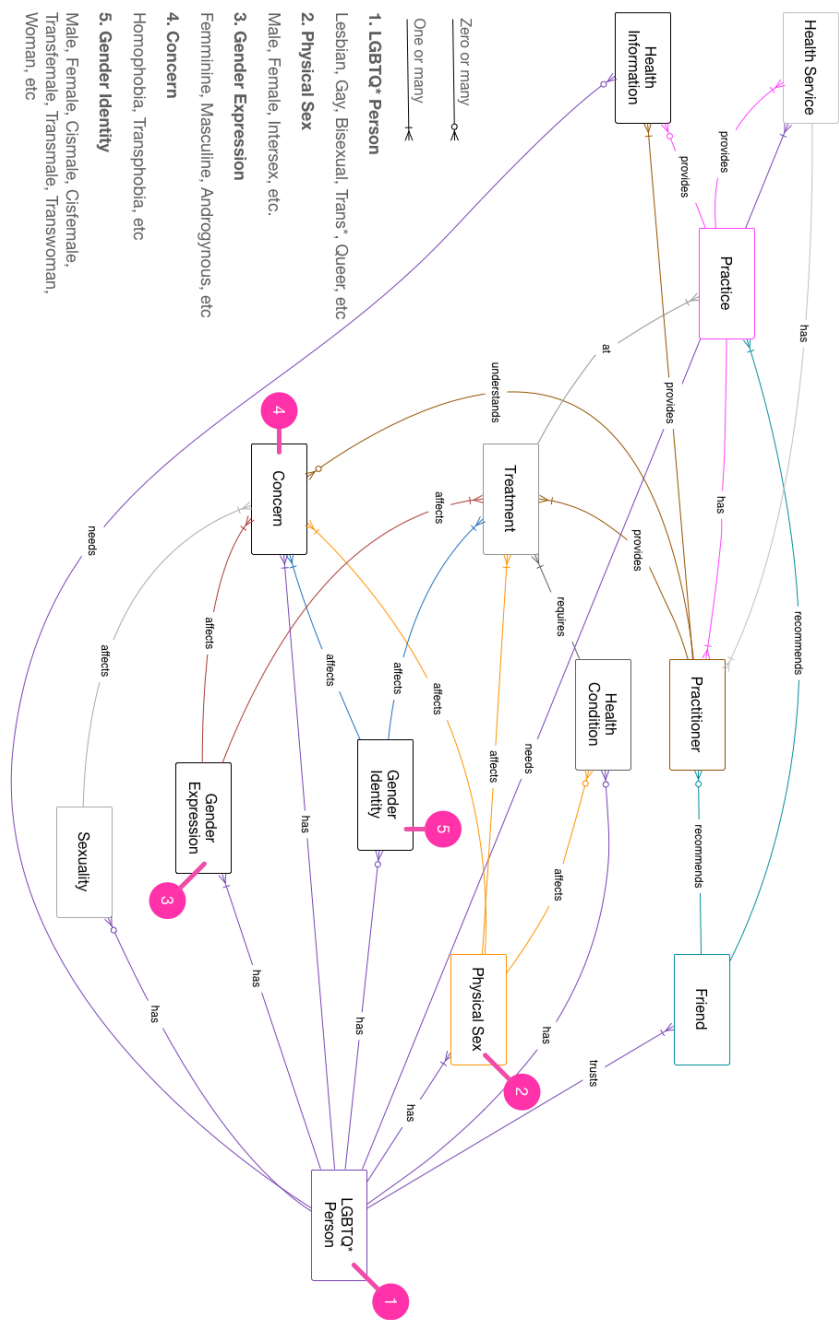 Health Service
has
recommends
provides
Practice
has
Practitioner
recommends
Friend
provides
provides
Health
Information
provides
at
Health
Condition
trusts
requires
affects
has
needs
2
Treatment
understands
affects
Physical Sex
5
affects
affects
has
affects
Gender
Identity
1
has
LGBTQ*
Person
affects
has
4
Concern
has
affects
Gender
Expression
3
has
affects
needs
Sexuality
Zero or many
One or many
1. LGBTQ* Person
Lesbian, Gay, Bisexual, Trans*, Queer, etc
2. Physical Sex
Male, Female, Intersex, etc.
3. Gender Expression
Femminine, Masculine, Androgynous, etc
4. Concern
Homophobia, Transphobia, etc
5. Gender Identity
Male, Female, Cismale, Cisfemale,
Transfemale, Transmale, Transwoman,
Woman, etc